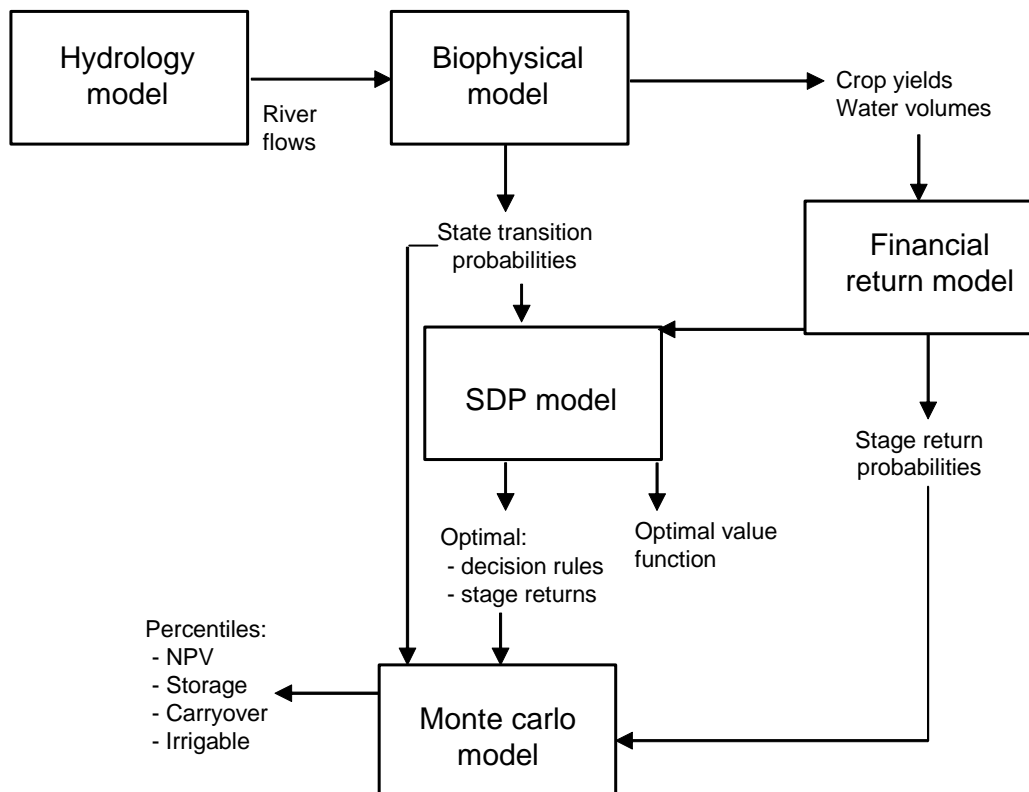 Hydrology
model
River
flows
Biophysical
model
Crop yields
Water volumes
State transition
probabilities
Financial
return model
SDP model
Stage return
probabilities
Optimal:
- decision rules
- stage returns
Optimal value
function
Percentiles:
- NPV
- Storage
- Carryover
- Irrigable
Monte carlo
model